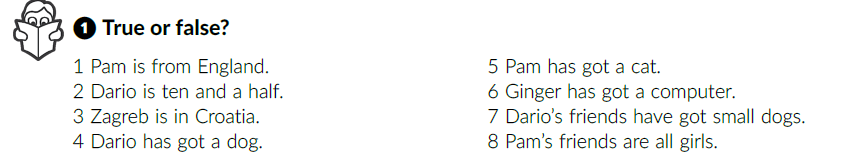 1 True or false?
1 Pam is from England.
2 Dario is ten and a half.
3 Zagreb is in Croatia.
4 Dario has got a dog.
5 Pam has got a cat.
6 Ginger has got a computer.
7 Dario's friends have got small dogs.
8 Pam's friends are all girls.